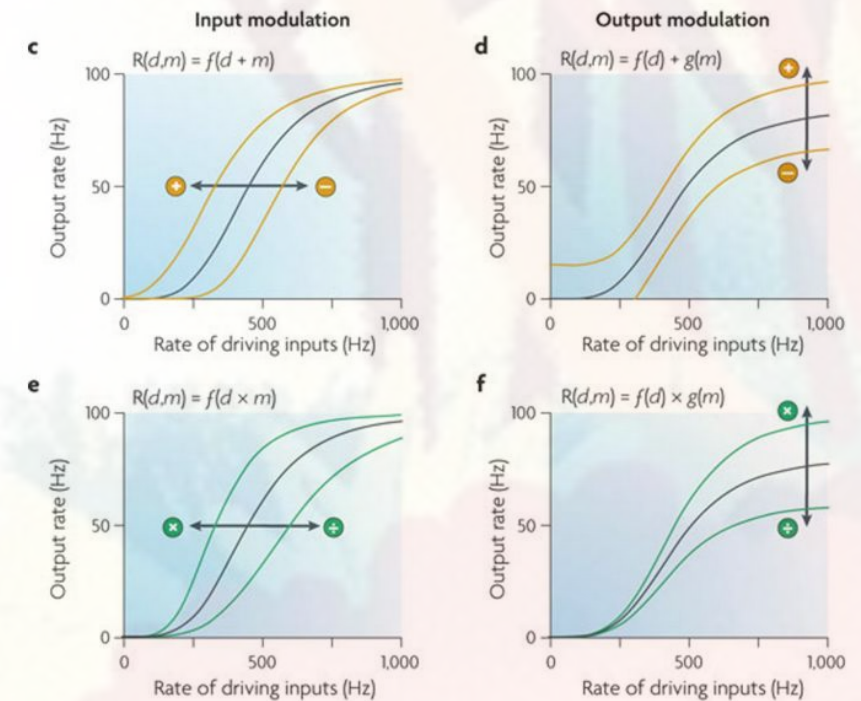 Input modulation
Output modulation
c
R(d,m) = f(d + m)
100
50
0
Output rate (Hz)
+
−
0 500 1,000
Rate of driving inputs (Hz)
d
R(d,m) = f(d) + g(m)
100
50
0
Output rate (Hz)
+
−
0 500 1,000
Rate of driving inputs (Hz)
e
R(d,m) = f(d × m)
100
50
0
Output rate (Hz)
×
÷
0 500 1,000
Rate of driving inputs (Hz)
f
R(d,m) = f(d) × g(m)
100
50
0
Output rate (Hz)
×
÷
0 500 1,000
Rate of driving inputs (Hz)